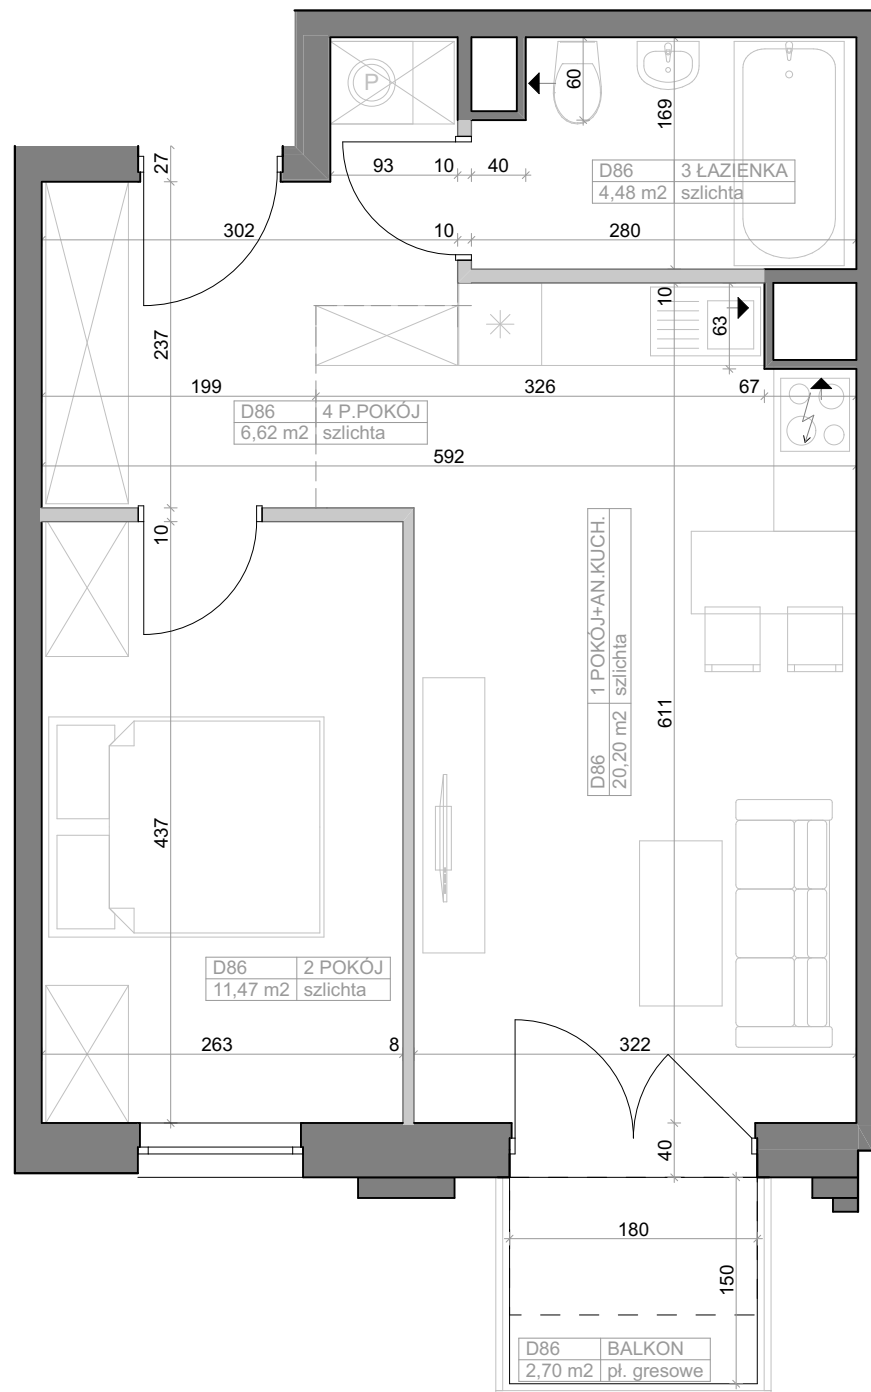 P
60
169
27
93 10 40
D86 3 ŁAZIENKA
4,48 m2 szlichta
302 10 280
10
63
237
199 326 67
D86 4 P.POKÓJ
6,62 m2 szlichta
592
10
D86 1 POKÓJ+AN.KUCH.
20,20 m2 szlichta
611
437
D86 2 POKÓJ
11,47 m2 szlichta
263 8 322
40
180
150
D86 BALKON
2,70 m2 pł. gresowe